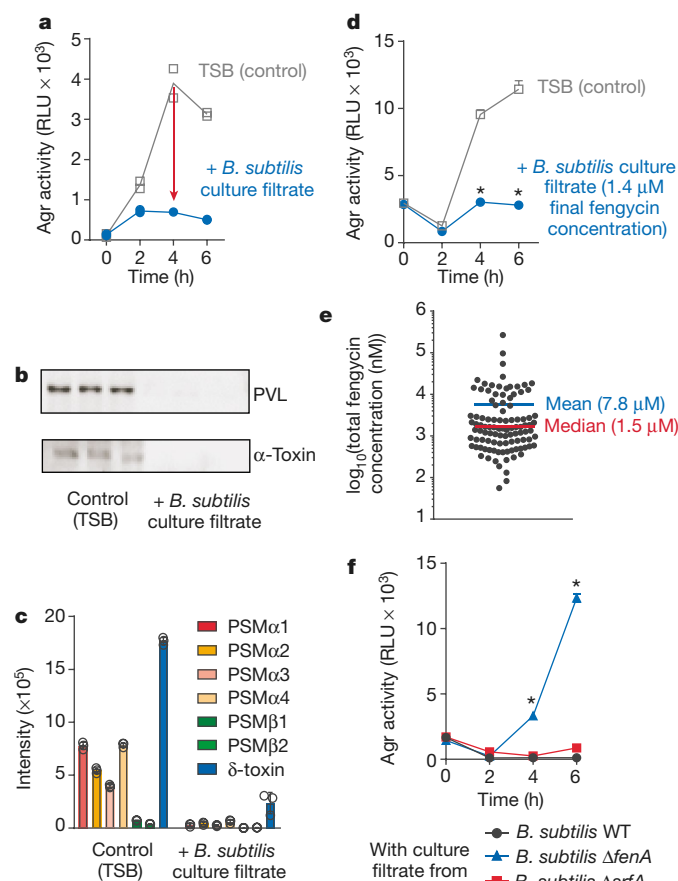 a
Agr activity (RLU × 10³)
5
4
3
2
1
0
TSB (control)
+ B. subtilis
culture filtrate
0 2 4 6
Time (h)
d
Agr activity (RLU × 10³)
15
10
5
0
TSB (control)
+ B. subtilis culture
filtrate (1.4 μM
final fengycin
concentration)
* *
0 2 4 6
Time (h)
b
PVL
α-Toxin
Control
(TSB)
+ B. subtilis
culture filtrate
e
log₁₀(total fengycin
concentration (nM))
6
5
4
3
2
1
Mean (7.8 μM)
Median (1.5 μM)
c
Intensity (×10⁵)
20
15
10
5
0
PSMα1
PSMα2
PSMα3
PSMα4
PSMβ1
PSMβ2
δ-toxin
Control
(TSB)
+ B. subtilis
culture filtrate
f
Agr activity (RLU × 10³)
15
10
5
0
*
*
0 2 4 6
Time (h)
With culture
filtrate from
B. subtilis WT
B. subtilis ΔfenA
B. subtilis